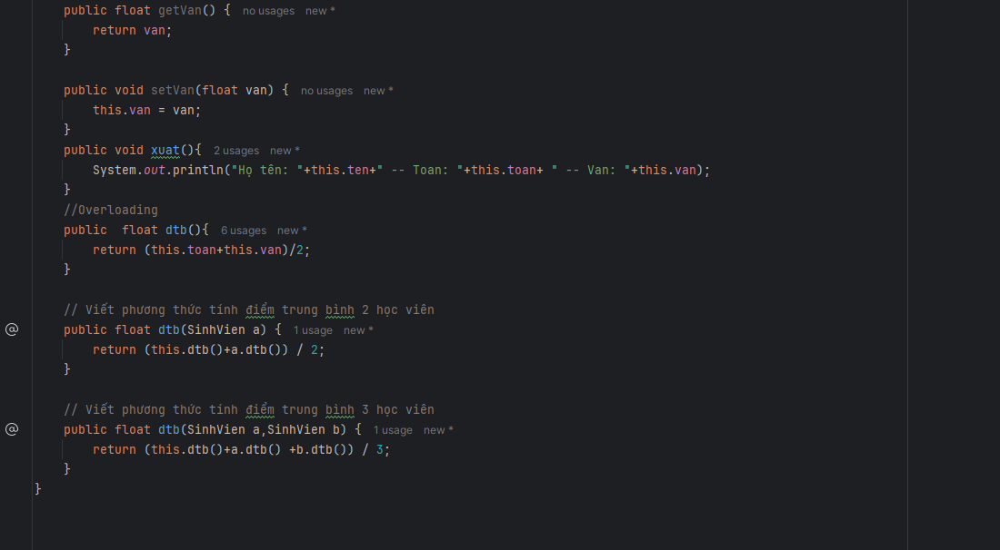 public float getVan() { no usages new *
return van;
}
public void setVan(float van) { no usages new *
this.van = van;
}
public void xuat(){ 2 usages new *
System.out.println("Họ tên: "+this.ten+" -- Toan: "+this.toan+ " -- Van: "+this.van);
}
//Overloading
public  float dtb(){ 6 usages new *
return (this.toan+this.van)/2;
}
// Viết phương thức tính điểm trung bình 2 học viên
@ public float dtb(SinhVien a) { 1 usage new *
return (this.dtb()+a.dtb()) / 2;
}
// Viết phương thức tính điểm trung bình 3 học viên
@ public float dtb(SinhVien a,SinhVien b) { 1 usage new *
return (this.dtb()+a.dtb() +b.dtb()) / 3;
}
}